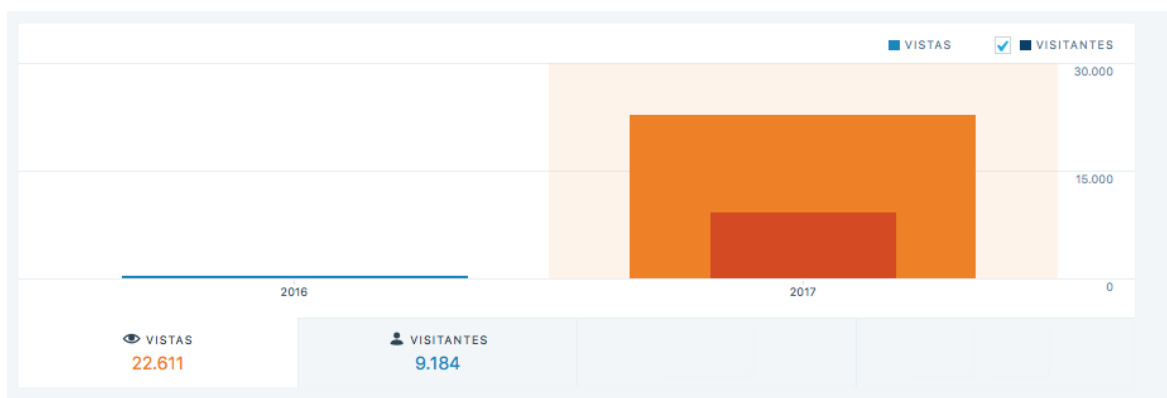 VISTAS VISITANTES
30.000
15.000
0
2016 2017
VISTAS VISITANTES
22.611 9.184